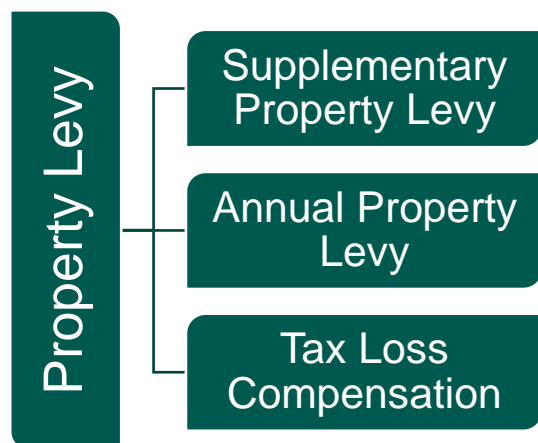 Property Levy
Supplementary
Property Levy
Annual Property
Levy
Tax Loss
Compensation